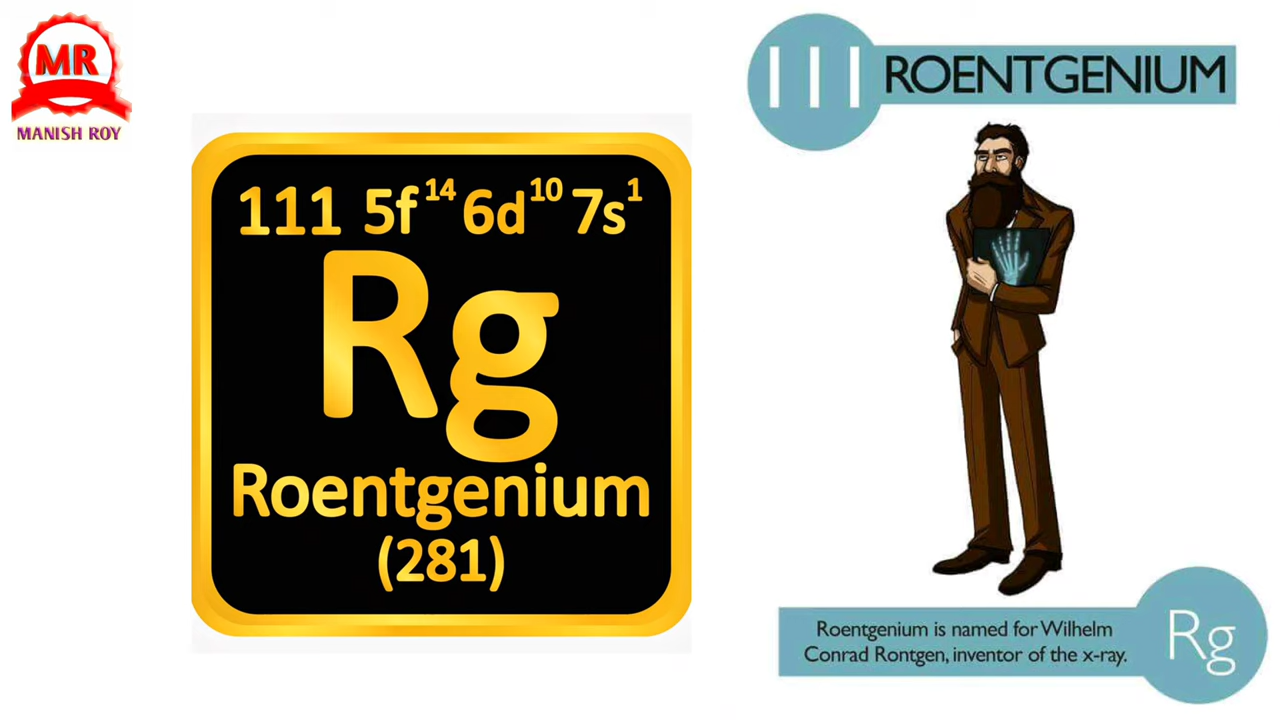 MR
MANISH ROY
111 5f¹⁴ 6d¹⁰ 7s¹
Rg
Roentgenium
(281)
111 ROENTGENIUM
Roentgenium is named for Wilhelm
Conrad Rontgen, inventor of the x-ray.
Rg